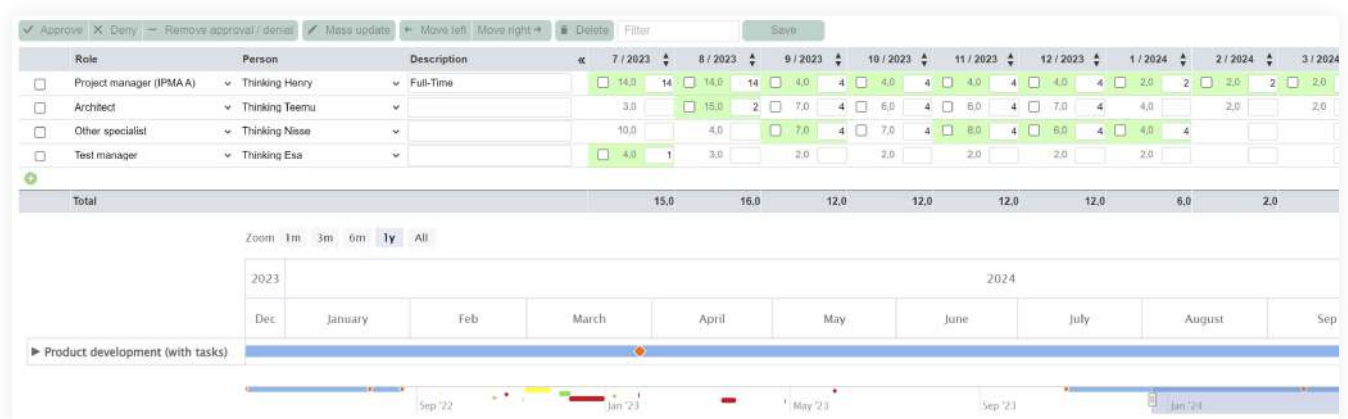 ✓ Approve ✕ Deny − Remove approval / denial Mass update ← Move left Move right → Delete Filter Save
Role Person Description « 7 / 2023 8 / 2023 9 / 2023 10 / 2023 11 / 2023 12 / 2023 1 / 2024 2 / 2024 3 / 2024
Project manager (IPMA A) Thinking Henry Full-Time 14,0 14 14,0 14 4,0 4 4,0 4 4,0 4 4,0 4 2,0 2 2,0 2 2,0
Architect Thinking Teemu 3,0 15,0 2 7,0 4 6,0 4 6,0 4 7,0 4 4,0 2,0 2,0
Other specialist Thinking Nisse 10,0 4,0 7,0 4 7,0 4 8,0 4 6,0 4 4,0 4
Test manager Thinking Esa 4,0 1 3,0 2,0 2,0 2,0 2,0 2,0
Total 15,0 16,0 12,0 12,0 12,0 12,0 6,0 2,0
Zoom 1m 3m 6m 1y All
2023 2024
Dec January Feb March April May June July August Sep
Product development (with tasks)
Sep '22 Jan '23 May '23 Sep '23 Jan '24